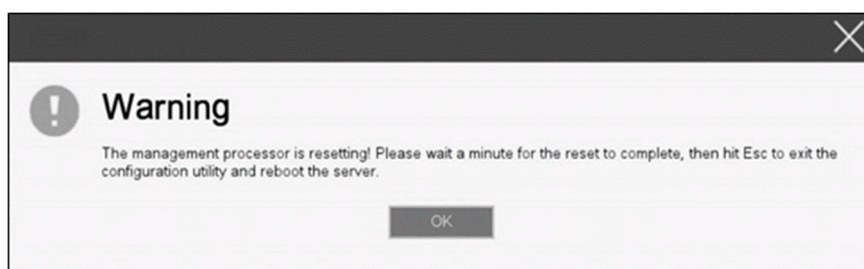 Warning
The management processor is resetting! Please wait a minute for the reset to complete, then hit Esc to exit the
configuration utility and reboot the server.
OK